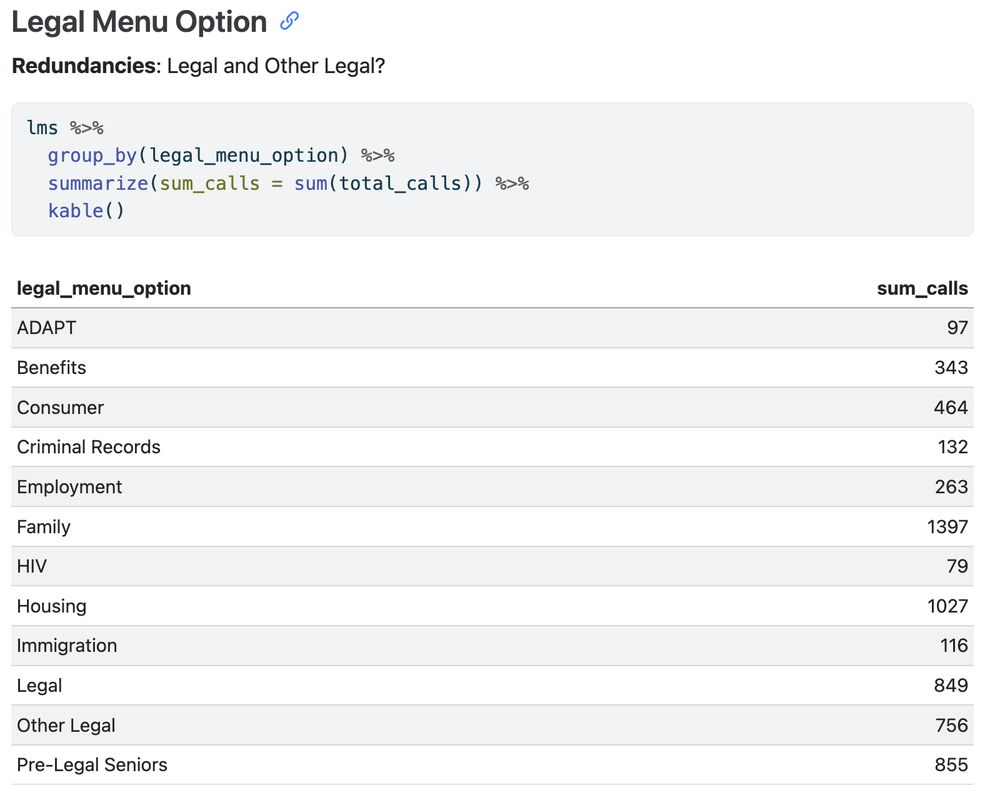 Legal Menu Option
Redundancies: Legal and Other Legal?
lms %>%
  group_by(legal_menu_option) %>%
  summarize(sum_calls = sum(total_calls)) %>%
  kable()
legal_menu_option sum_calls
ADAPT 97
Benefits 343
Consumer 464
Criminal Records 132
Employment 263
Family 1397
HIV 79
Housing 1027
Immigration 116
Legal 849
Other Legal 756
Pre-Legal Seniors 855